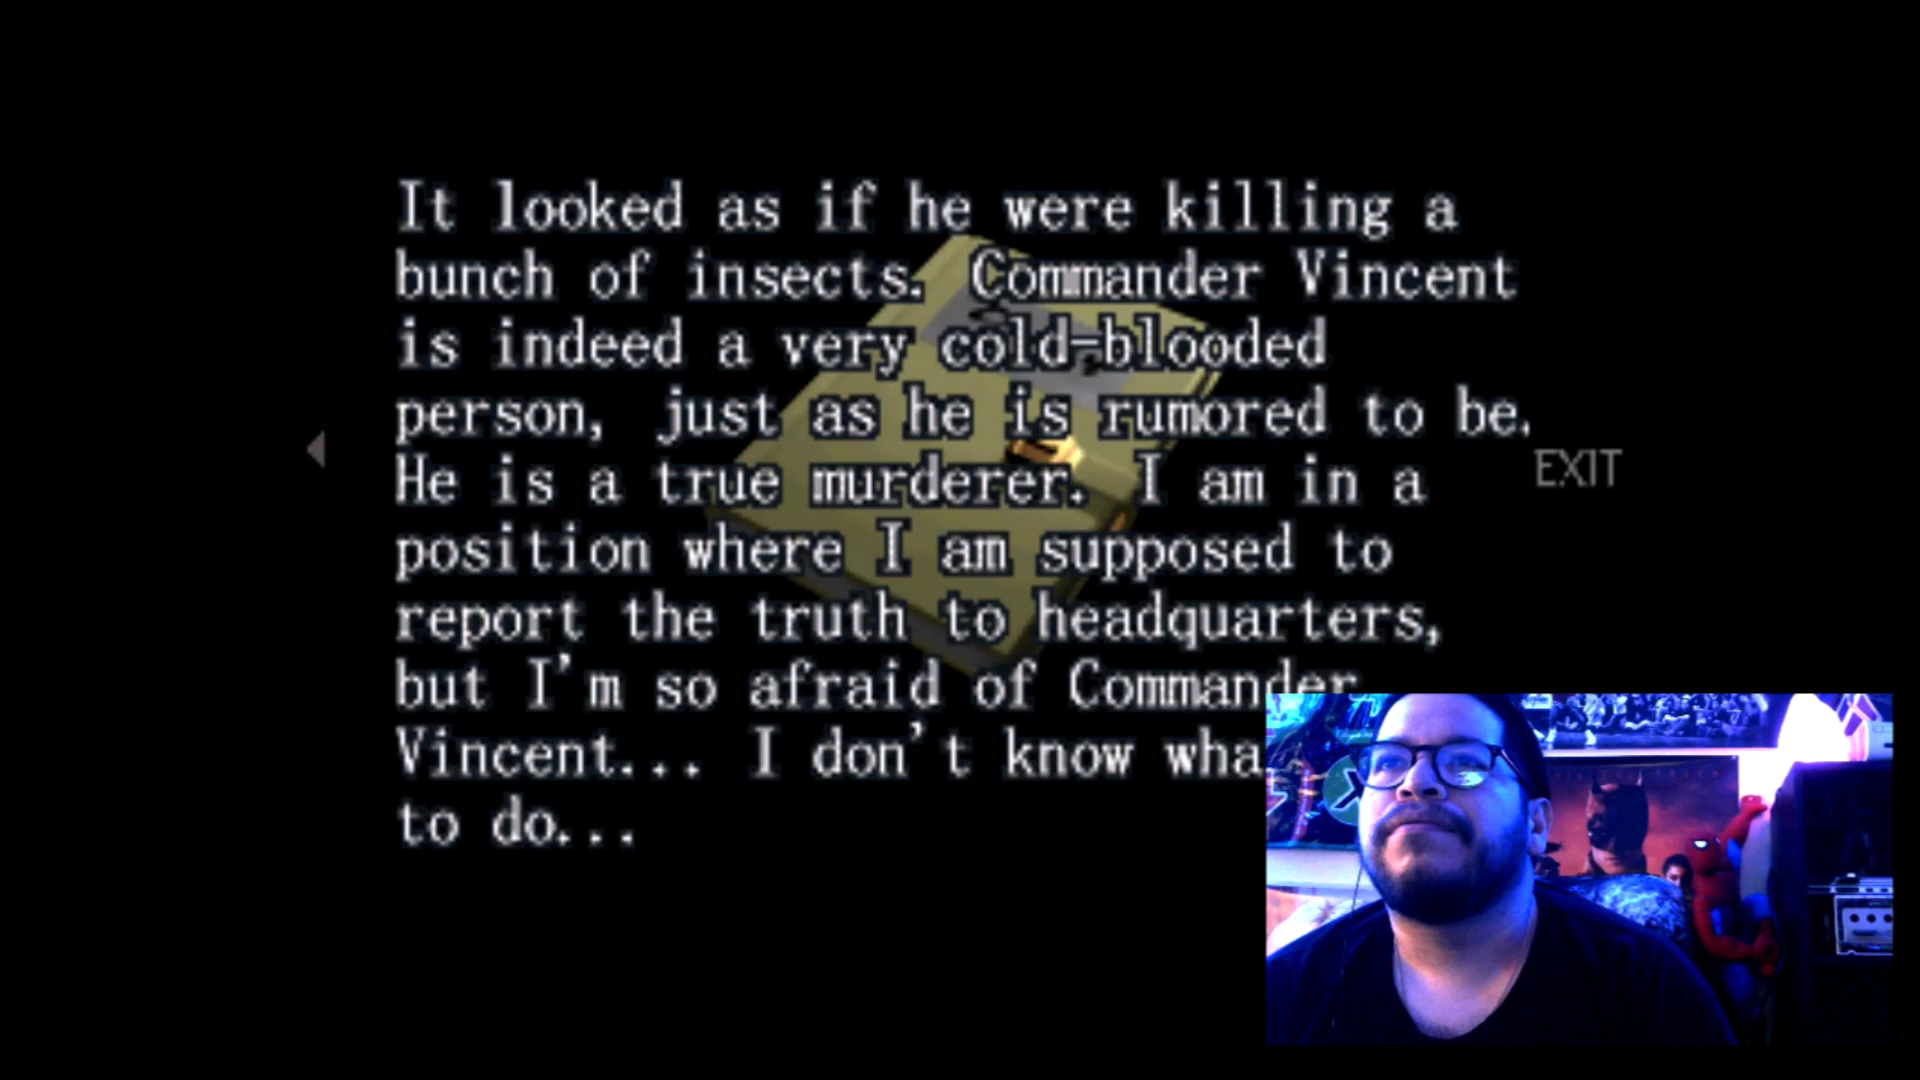 It looked as if he were killing a
bunch of insects. Commander Vincent
is indeed a very cold-blooded
person, just as he is rumored to be.
He is a true murderer. I am in a
position where I am supposed to
report the truth to headquarters,
but I'm so afraid of Commander
Vincent... I don't know wha
to do...
EXIT